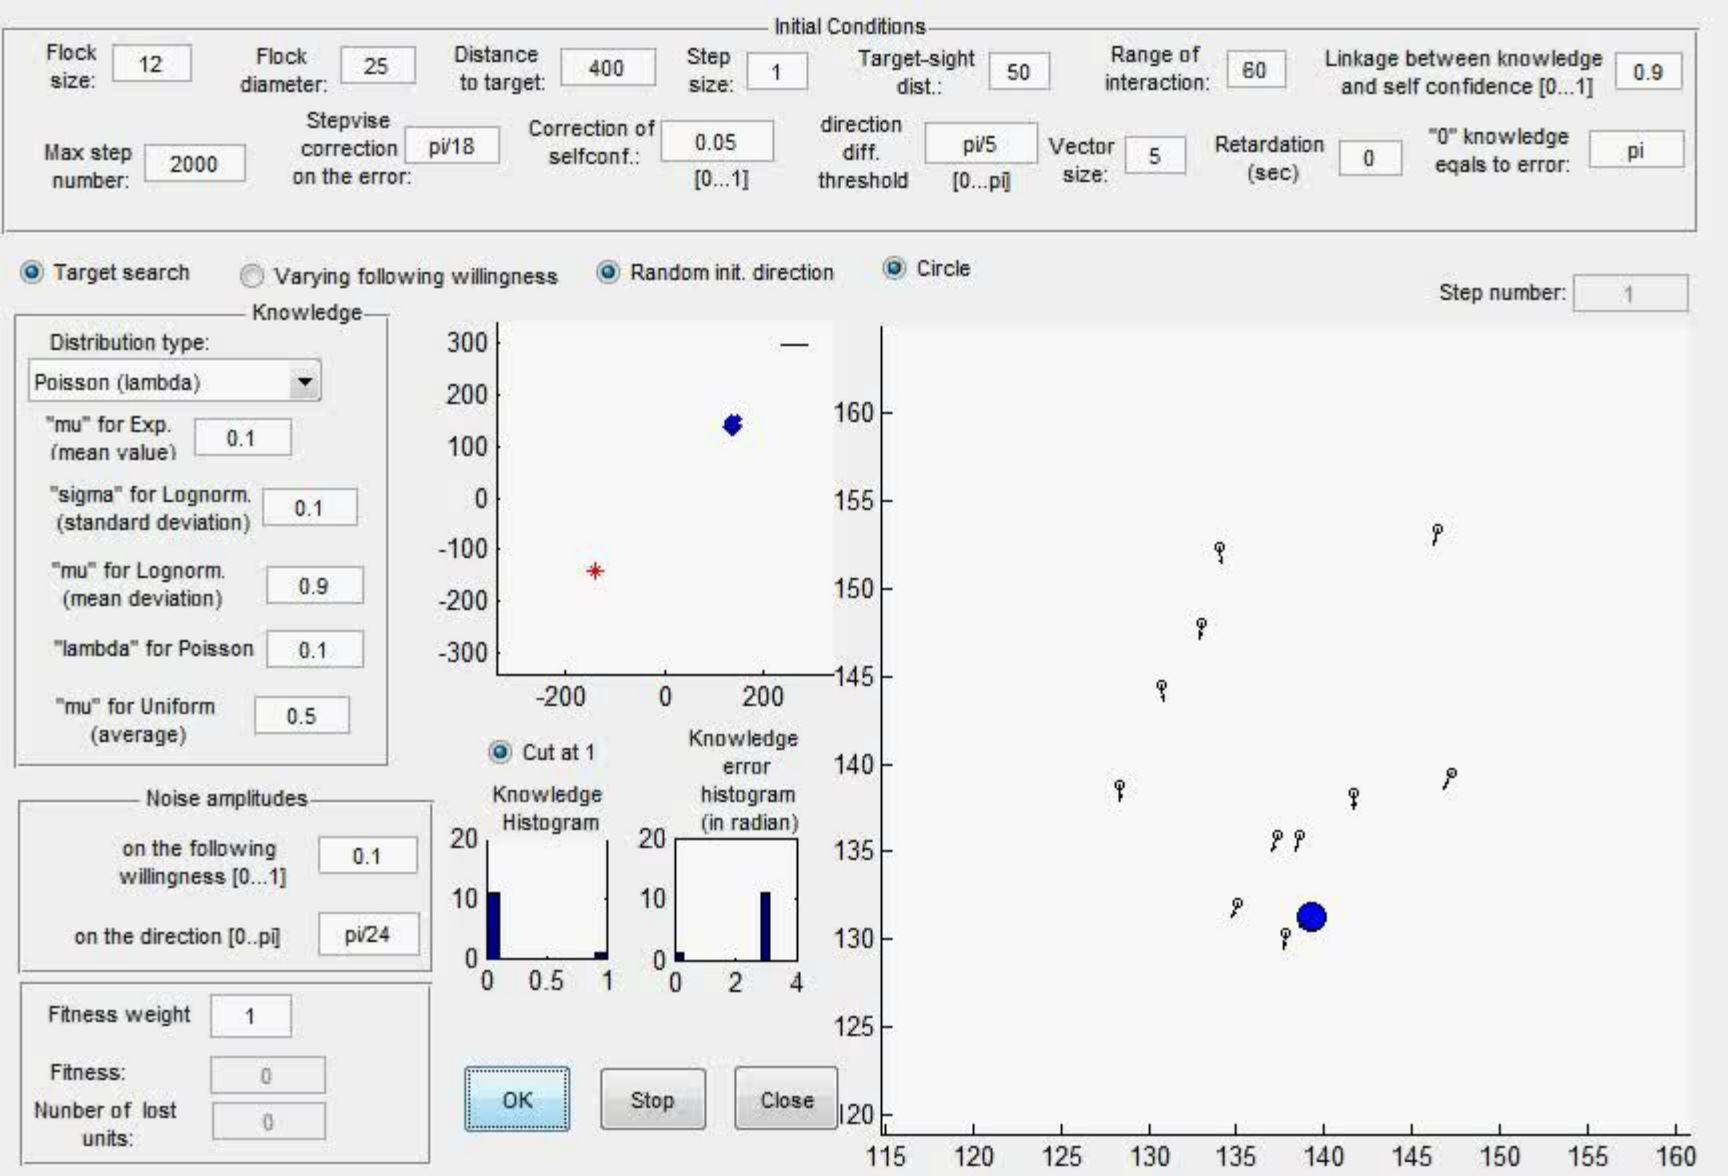 Initial Conditions
Flock
size:
12
Flock
diameter:
25
Distance
to target:
400
Step
size:
1
Target-sight
dist.:
50
Range of
interaction:
60
Linkage between knowledge
and self confidence [0...1]
0.9
Max step
number:
2000
Stepvise
correction
on the error:
pi/18
Correction of
selfconf.:
0.05
[0...1]
direction
diff.
threshold
pi/5
[0...pi]
Vector
size:
5
Retardation
(sec)
0
"0" knowledge
eqals to error:
pi
Target search
Varying following willingness
Random init. direction
Circle
Step number:
1
Knowledge
Distribution type:
Poisson (lambda)
"mu" for Exp.
(mean value)
0.1
"sigma" for Lognorm.
(standard deviation)
0.1
"mu" for Lognorm.
(mean deviation)
0.9
"lambda" for Poisson
0.1
"mu" for Uniform
(average)
0.5
300
200
100
0
-100
-200
-300
-200 0 200
Cut at 1
Knowledge
Histogram
20
10
0
0 0.5 1
Knowledge
error
histogram
(in radian)
20
10
0
0 2 4
Noise amplitudes
on the following
willingness [0...1]
0.1
on the direction [0..pi]
pi/24
Fitness weight
1
Fitness:
0
Nunber of lost
units:
0
OK
Stop
Close
160
155
150
145
140
135
130
125
120
115 120 125 130 135 140 145 150 155 160